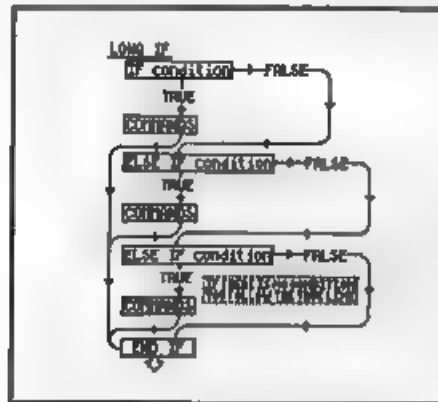 LONG IF
IF condition FALSE
TRUE
COMMANDS
ELSE IF condition FALSE
TRUE
COMMANDS
ELSE IF condition FALSE
TRUE
COMMANDS
END IF